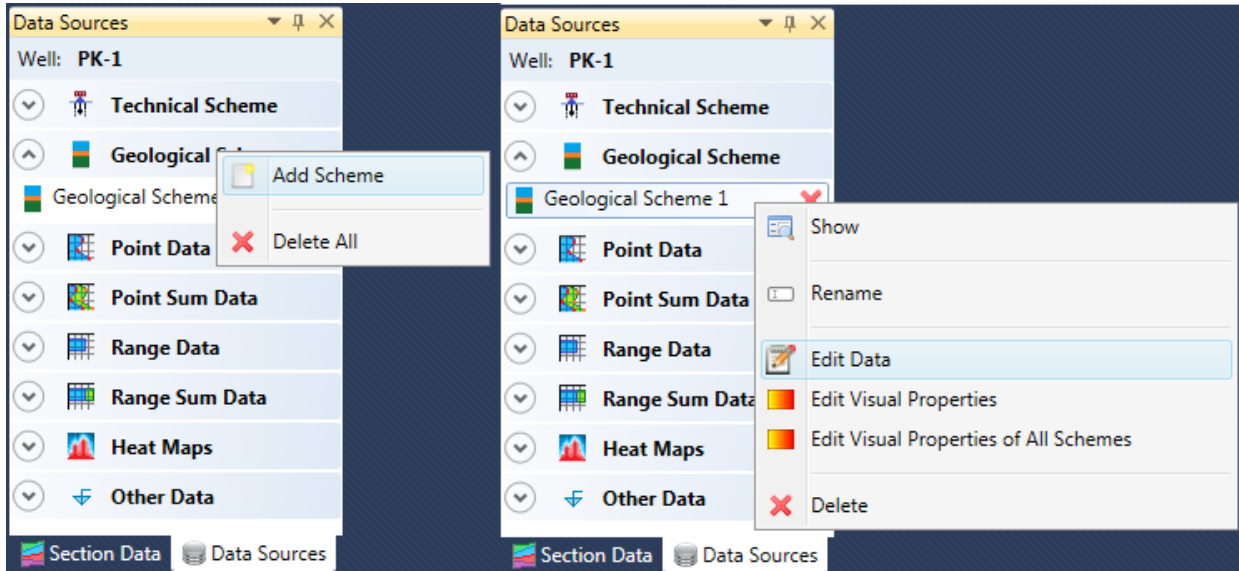 Data Sources
Well: PK-1
Technical Scheme
Geological
Geological Scheme
Add Scheme
Delete All
Point Data
Point Sum Data
Range Data
Range Sum Data
Heat Maps
Other Data
Section Data
Data Sources
Data Sources
Well: PK-1
Technical Scheme
Geological Scheme
Geological Scheme 1
Show
Rename
Edit Data
Edit Visual Properties
Edit Visual Properties of All Schemes
Delete
Point Data
Point Sum Data
Range Data
Range Sum Data
Heat Maps
Other Data
Section Data
Data Sources